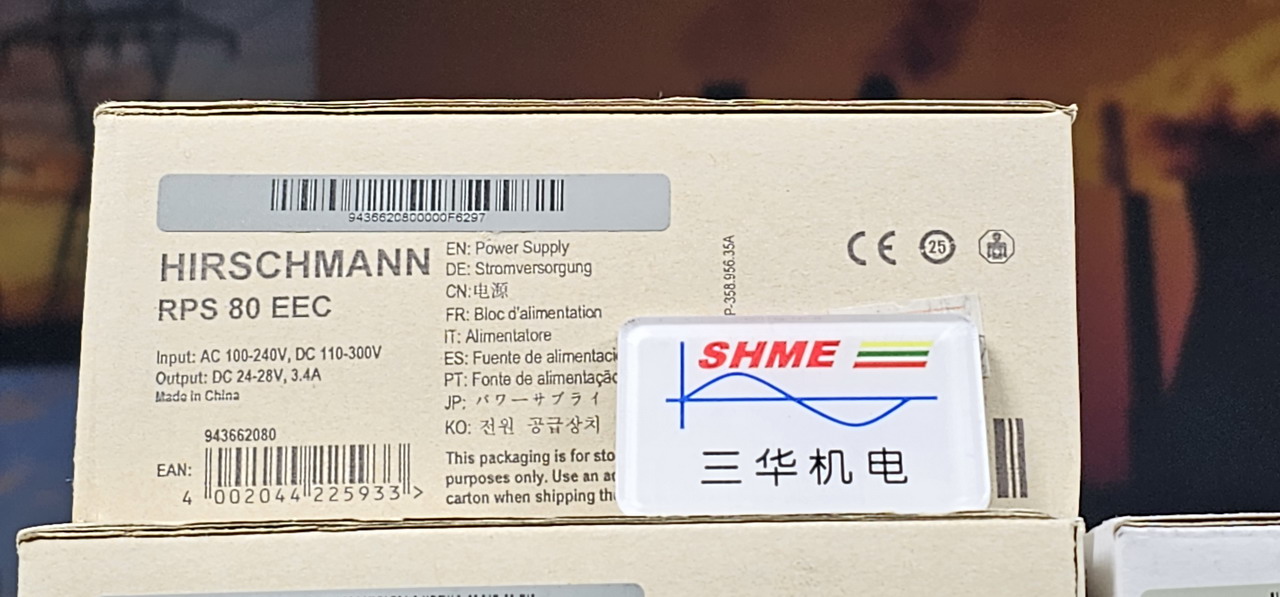 9436620800000F6297
HIRSCHMANN
RPS 80 EEC
Input: AC 100-240V, DC 110-300V
Output: DC 24-28V, 3.4A
Made in China
943662080
EAN:
4 002044 225933 >
EN: Power Supply
DE: Stromversorgung
CN:电源
FR: Bloc d'alimentation
IT: Alimentatore
ES: Fuente de alimentaci
PT: Fonte de alimentação
JP: パワーサプライ
KO: 전원 공급장치
This packaging is for sto
purposes only. Use an
carton when shipping th
P-358.956.35A
CE
25
SHME
三华机电